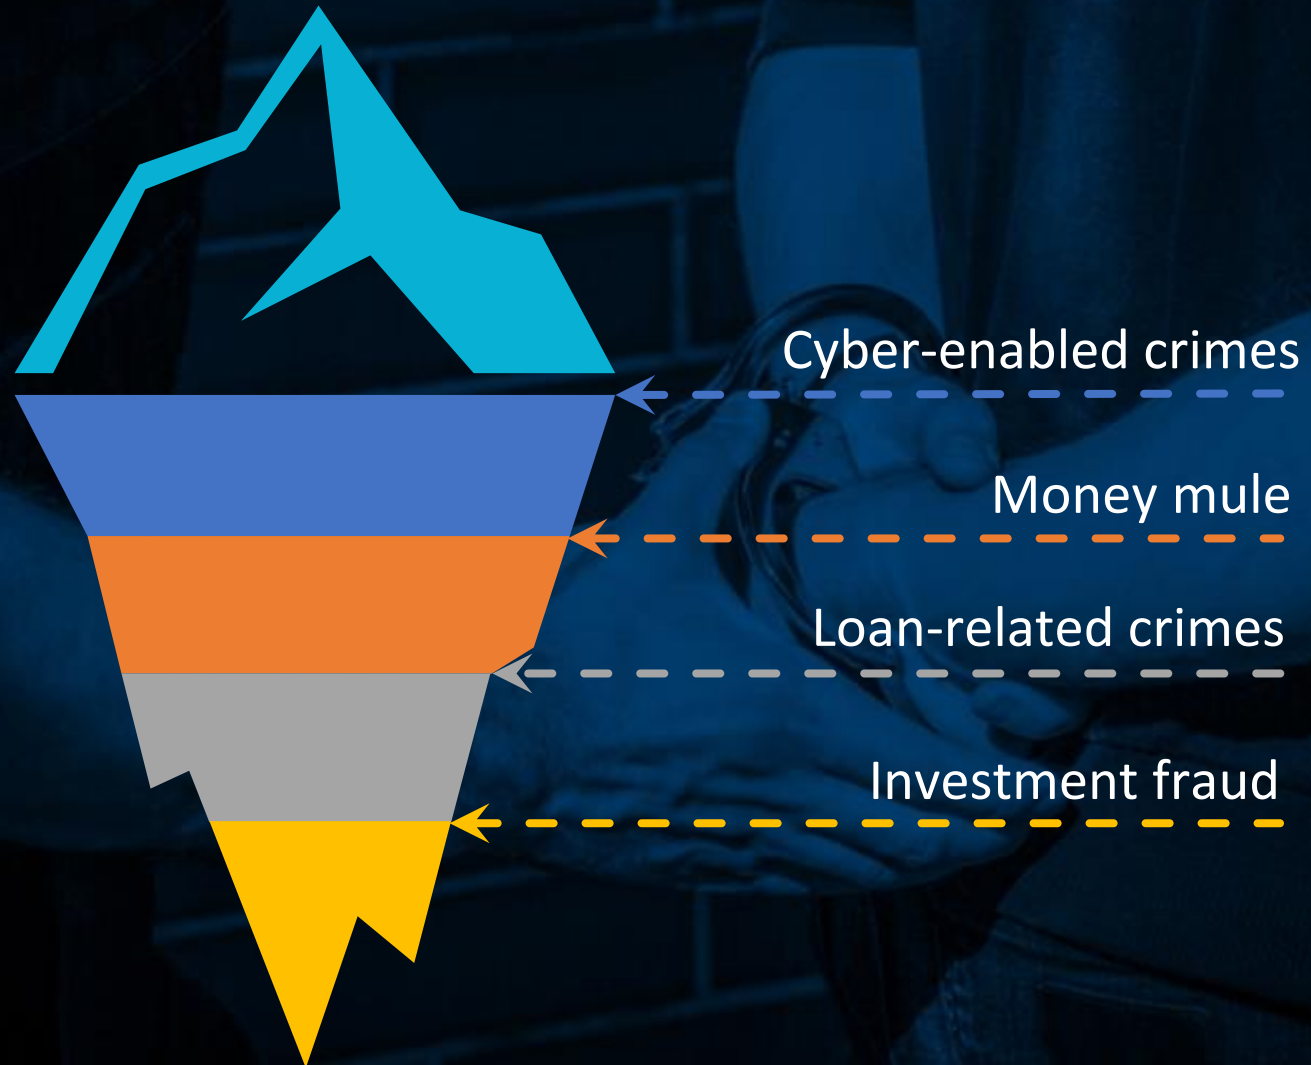 Cyber-enabled crimes
Money mule
Loan-related crimes
Investment fraud